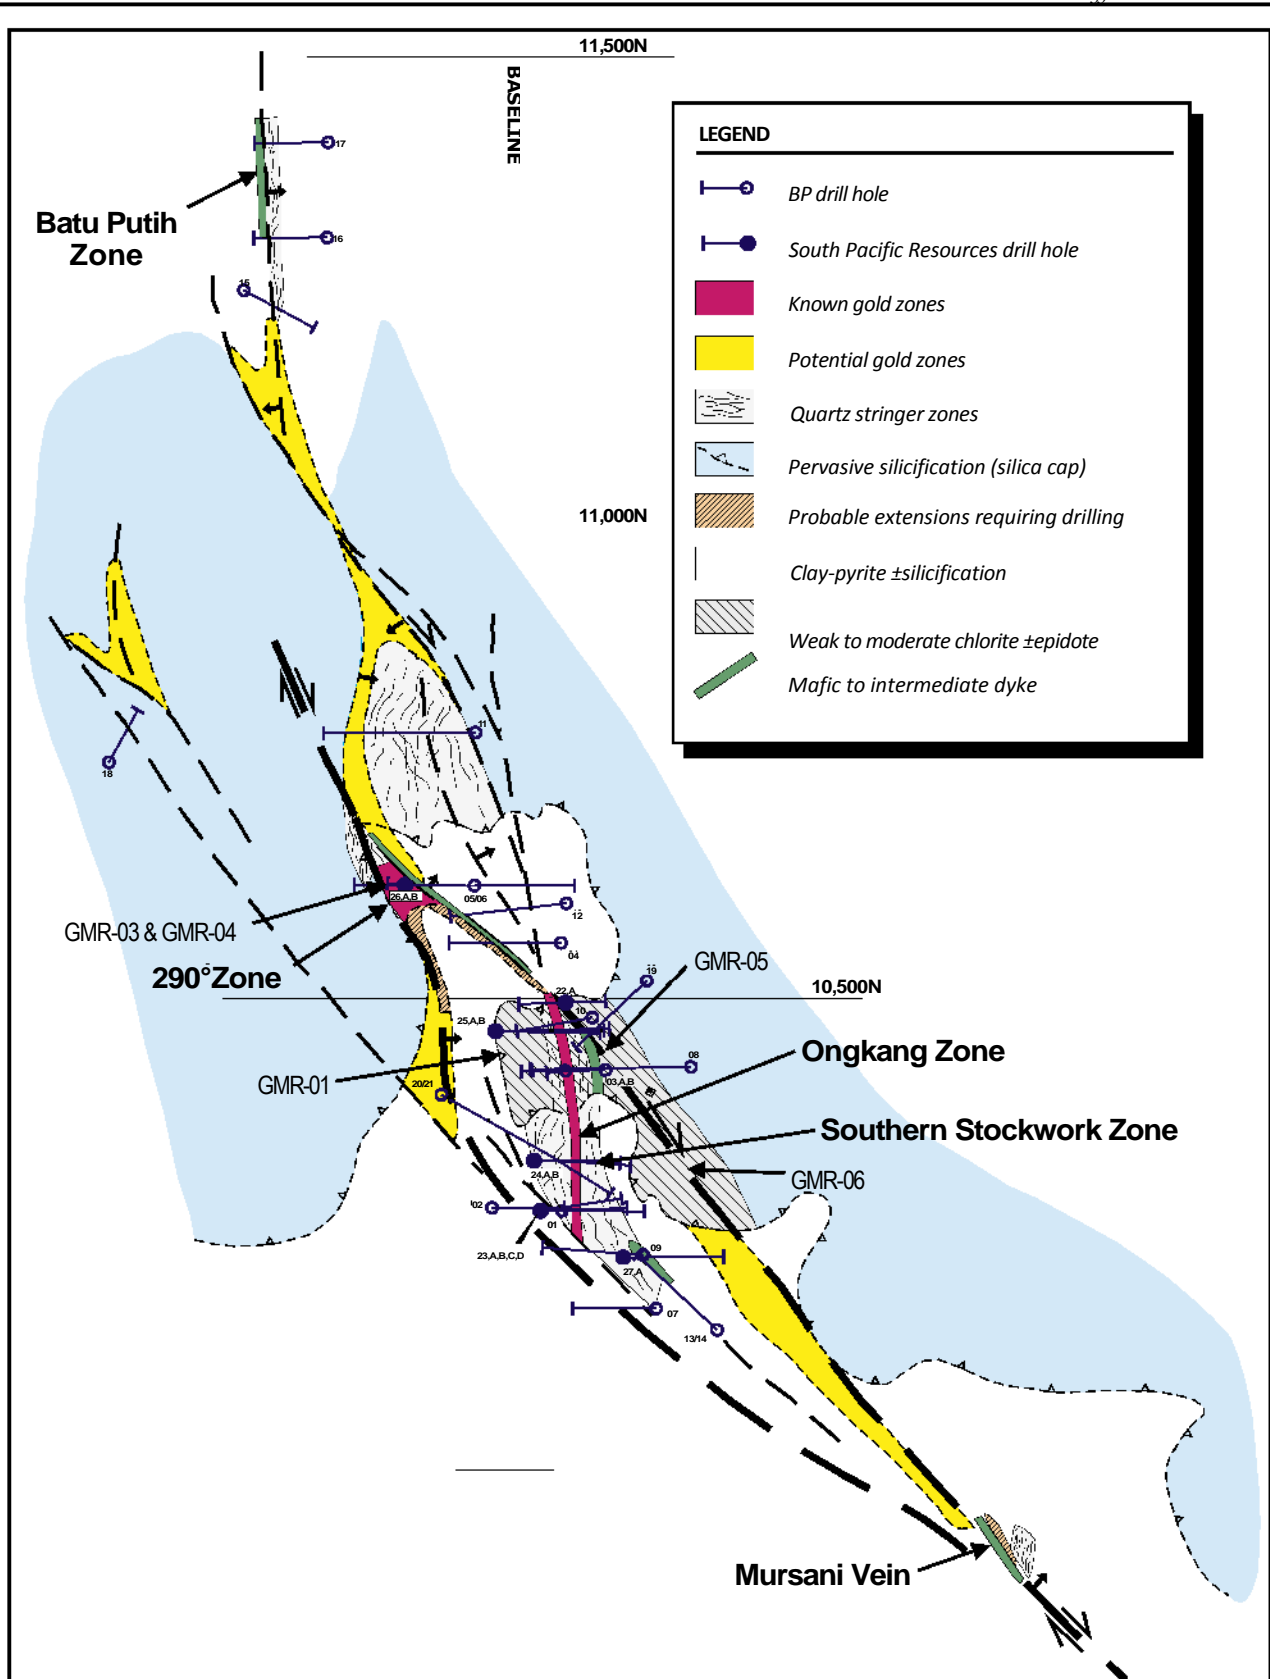 11,500N
BASELINE
LEGEND
BP drill hole
South Pacific Resources drill hole
Known gold zones
Potential gold zones
Quartz stringer zones
Pervasive silicification (silica cap)
Probable extensions requiring drilling
Clay-pyrite ±silicification
Weak to moderate chlorite ±epidote
Mafic to intermediate dyke
17
Batu Putih
Zone
16
15
11,000N
18
11
26,A,B
05/06
12
GMR-03 & GMR-04
04
290°Zone
19
GMR-05
22,A
10,500N
25,A,B
10
Ongkang Zone
08
GMR-01
20/21
03,A,B
Southern Stockwork Zone
24,A,B
GMR-06
02
01
23,A,B,C,D
09
27,A
07
13/14
Mursani Vein